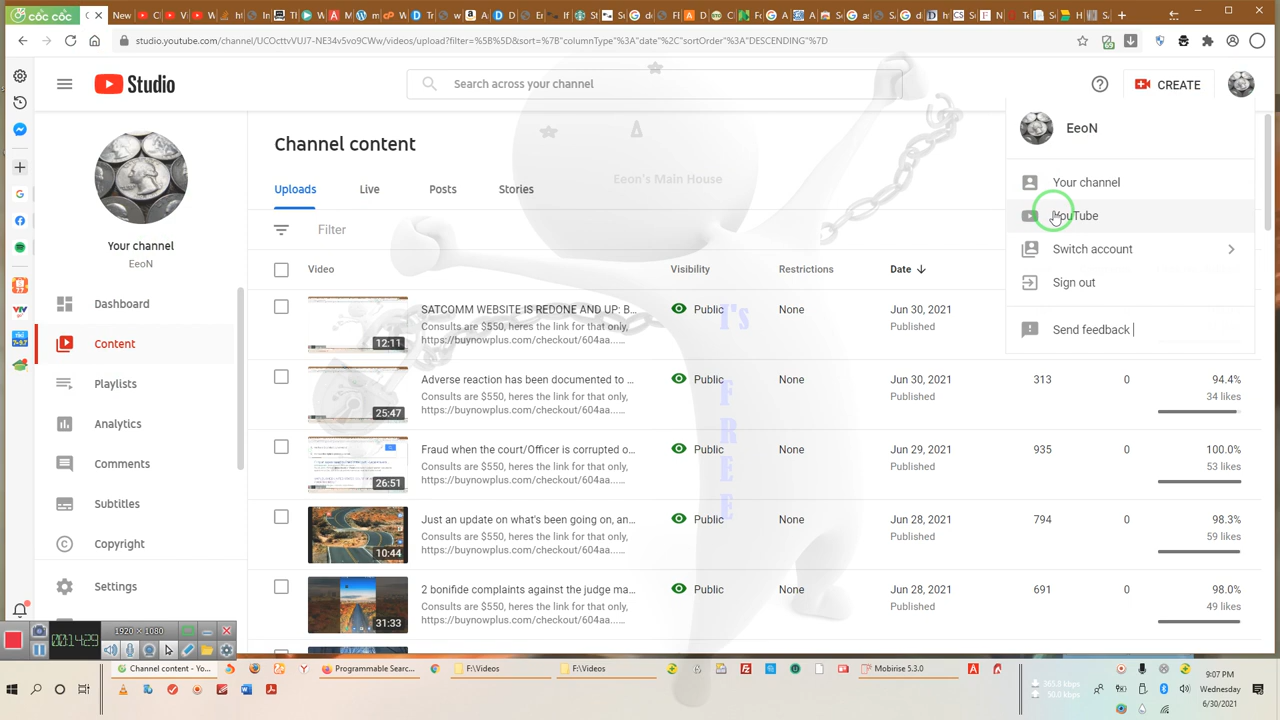 cốc cốc
New
studio.youtube.com/channel/UCOcttvVUJ7-NE34v5vo9CWw/videos/upload?filter=%5B%5D&sort=%7B"columnType"%3A"date"%2C"sortOrder"%3A"DESCENDING"%7D
Studio
Search across your channel
CREATE
EeoN
Your channel
YouTube
Switch account
Sign out
Send feedback
Your channel
EeoN
Dashboard
Content
Playlists
Analytics
Comments
Subtitles
Copyright
Settings
Channel content
Eeon's Main House
Uploads Live Posts Stories
Filter
Video Visibility Restrictions Date
SATCOMM WEBSITE IS REDONE AND UP: B... Public None Jun 30, 2021
Consults are $550, heres the link for that only, Published
12:11 https://buynowplus.com/checkout/604aa......
I's
Adverse reaction has been documented to ... Public None Jun 30, 2021 313 0 94.4%
Consults are $550, heres the link for that only, Published 34 likes
25:47 https://buynowplus.com/checkout/604aa......
F
R
E
E
Fraud when the court/Officer is corrupted o... Public None Jun 29, 2021 935 0 100.0%
Consults are $550, heres the link for that only, Published 53 likes
26:51 https://buynowplus.com/checkout/604aa......
Just an update on what's been going on, an... Public None Jun 28, 2021 794 0 98.3%
Consults are $550, heres the link for that only, Published 59 likes
10:44 https://buynowplus.com/checkout/604aa......
2 bonifide complaints against the judge ma... Public None Jun 28, 2021 691 0 98.0%
Consults are $550, heres the link for that only, Published 49 likes
31:33 https://buynowplus.com/checkout/604aa......
1920 × 1080
Channel content - Yo...
Programmable Searc...
F:\Videos
F:\Videos
Mobirise 5.3.0
365.8 kbps
50.0 kbps
9:07 PM
Wednesday
6/30/2021